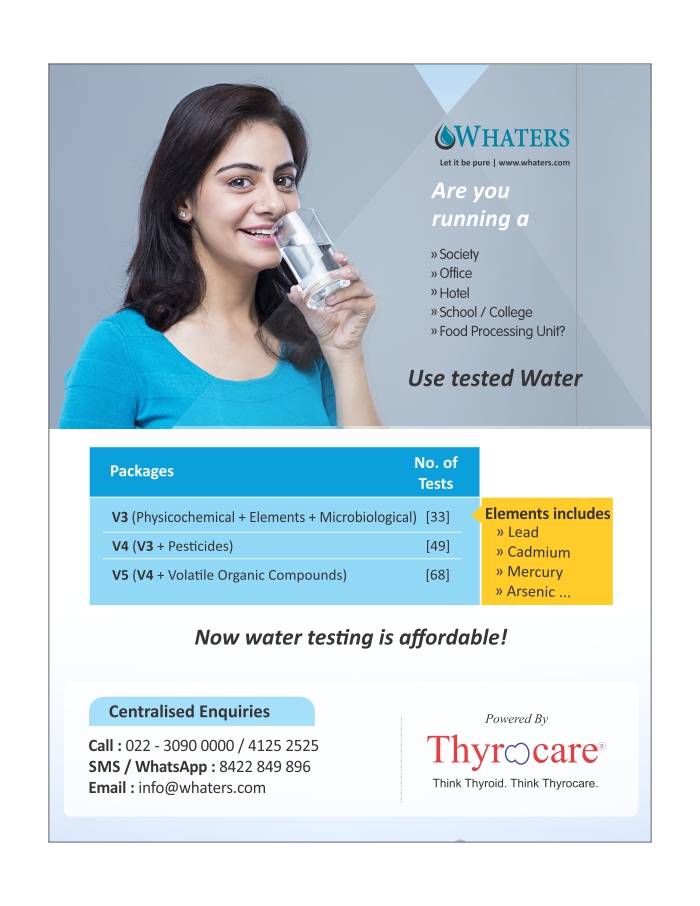 WHATERS
Let it be pure | www.whaters.com
Are you
running a
» Society
» Office
» Hotel
» School / College
» Food Processing Unit?
Use tested Water
Packages No. of
Tests
V3 (Physicochemical + Elements + Microbiological) [33]
V4 (V3 + Pesticides) [49]
V5 (V4 + Volatile Organic Compounds) [68]
Elements includes
» Lead
» Cadmium
» Mercury
» Arsenic ...
Now water testing is affordable!
Centralised Enquiries
Call : 022 - 3090 0000 / 4125 2525
SMS / WhatsApp : 8422 849 896
Email : info@whaters.com
Powered By
Thyrocare®
Think Thyroid. Think Thyrocare.